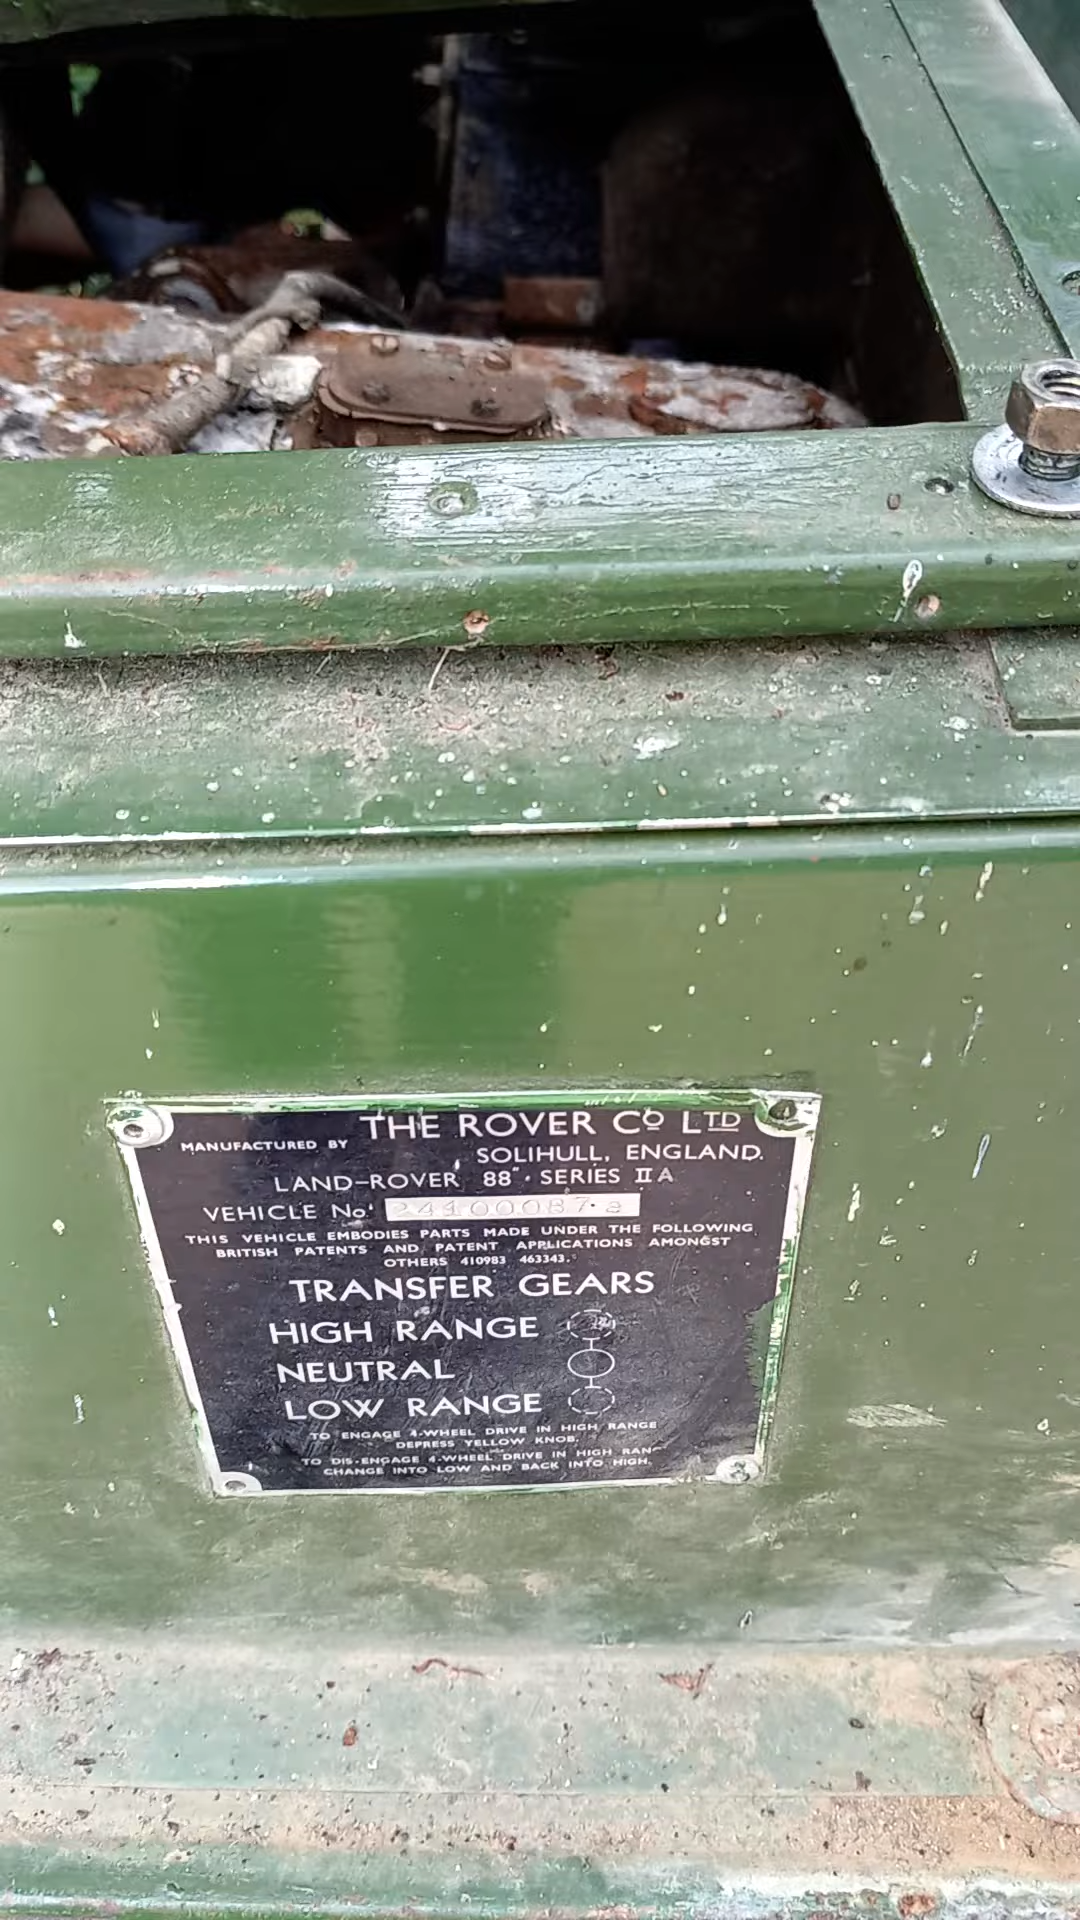 MANUFACTURED BY THE ROVER Cº LTD
SOLIHULL, ENGLAND.
LAND-ROVER 88" · SERIES II A
VEHICLE No.
THIS VEHICLE EMBODIES PARTS MADE UNDER THE FOLLOWING
BRITISH PATENTS AND PATENT APPLICATIONS AMONGST
OTHERS 410983 463343.
TRANSFER GEARS
HIGH RANGE
NEUTRAL
LOW RANGE
TO ENGAGE 4-WHEEL DRIVE IN HIGH RANGE
DEPRESS YELLOW KNOB.
TO DIS-ENGAGE 4-WHEEL DRIVE IN HIGH RAN
CHANGE INTO LOW AND BACK INTO HIGH.